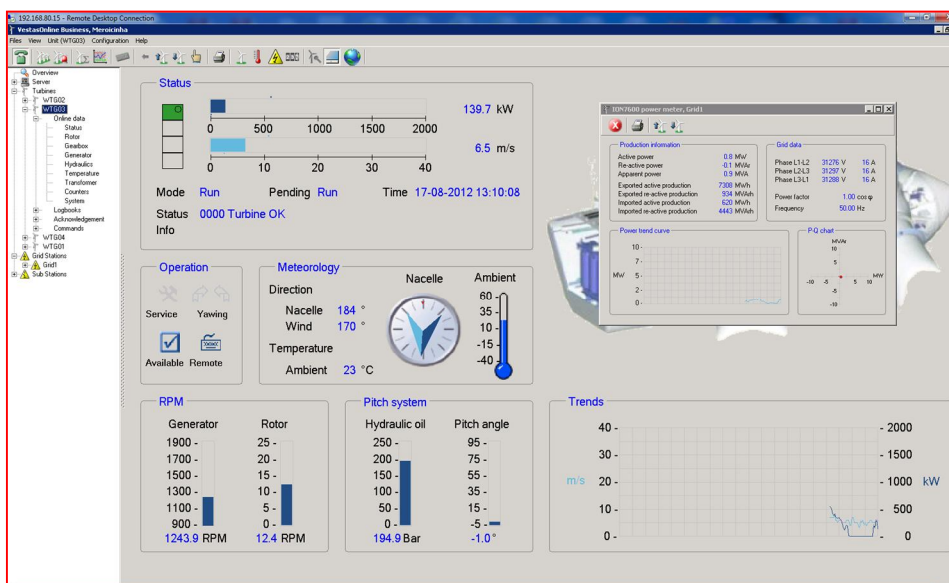 192.168.80.15 - Remote Desktop Connection
VestasOnline Business, Meroicinha
Files View Unit (WTG03) Configuration Help
Overview
Server
Turbines
WTG02
WTG03
Online data
Status
Rotor
Gearbox
Generator
Hydraulics
Temperature
Transformer
Counters
System
Logbooks
Acknowledgement
Commands
WTG04
WTG01
Grid Stations
Grid1
Sub Stations
Status
139.7 kW
0 500 1000 1500 2000
6.5 m/s
0 10 20 30 40
Mode Run Pending Run Time 17-08-2012 13:10:08
Status 0000 Turbine OK
Info
ION7600 power meter, Grid1
Production information
Active power 0.8 MW
Re-active power -0.1 MVAr
Apparent power 0.9 MVA
Exported active production 7308 MWh
Exported re-active production 934 MVArh
Imported active production 620 MWh
Imported re-active production 4443 MVArh
Grid data
Phase L1-L2 31276 V 16 A
Phase L2-L3 31297 V 16 A
Phase L3-L1 31288 V 16 A
Power factor 1.00 cos φ
Frequency 50.00 Hz
Power trend curve
10 -
7 -
MW 5 -
2 -
0 -
P-Q chart
MVAr
10
5
MW
-10 -5 5 10
-5
-10
Operation
Service Yawing
Available Remote
Meteorology
Direction
Nacelle 184 °
Wind 170 °
Temperature
Ambient 23 °C
Nacelle
Ambient
60 -
35 -
10 -
-15 -
-40 -
RPM
Generator Rotor
1900 - 25 -
1700 - 20 -
1500 - 15 -
1300 - 10 -
1100 - 5 -
900 - 0 -
1243.9 RPM 12.4 RPM
Pitch system
Hydraulic oil Pitch angle
250 - 95 -
200 - 75 -
150 - 55 -
100 - 35 -
50 - 15 -
0 - -5 -
194.9 Bar -1.0 °
Trends
40 - - 2000
30 - - 1500
m/s 20 - - 1000 kW
10 - - 500
0 - - 0